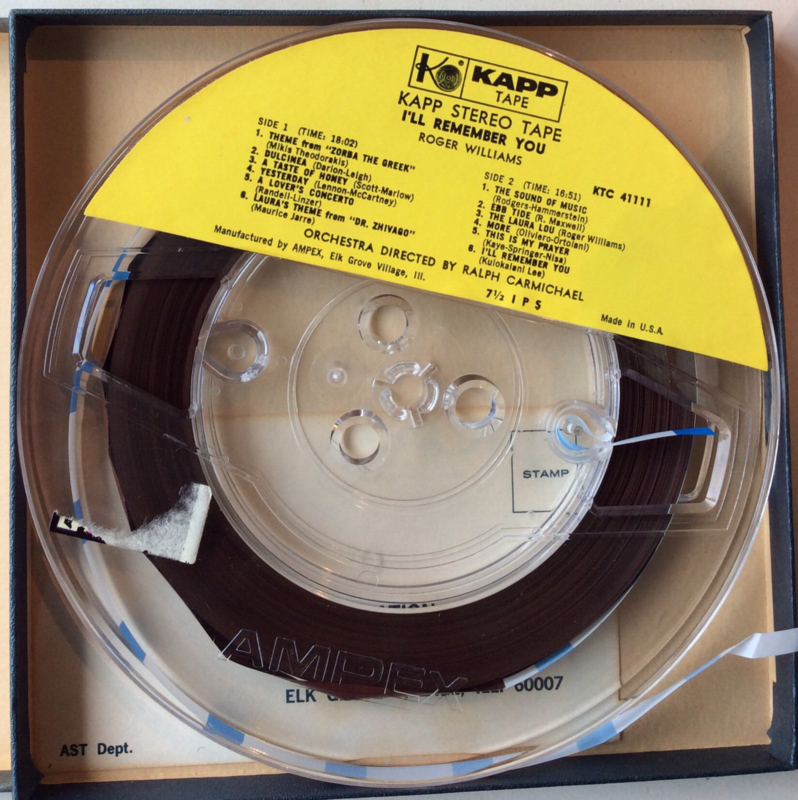 KAPP
TAPE
KAPP STEREO TAPE
I'LL REMEMBER YOU
ROGER WILLIAMS
KTC 41111
SIDE 1 (TIME: 18:02)
1. THEME from "ZORBA THE GREEK"
(Mikis Theodorakis)
2. DULCINEA (Darion-Leigh)
3. A TASTE OF HONEY (Scott-Marlow)
4. YESTERDAY (Lennon-McCartney)
5. A LOVER'S CONCERTO
(Randell-Linzer)
6. LAURA'S THEME from "DR. ZHIVAGO"
(Maurice Jarre)
SIDE 2 (TIME: 16:51)
1. THE SOUND OF MUSIC
(Rodgers-Hammerstein)
2. EBB TIDE (R. Maxwell)
3. THE LAURA LOU (Roger Williams)
4. MORE (Oliviero-Ortolani)
5. THIS IS MY PRAYER
(Kaye-Springer-Nisa)
6. I'LL REMEMBER YOU
(Kuiokalani Lee)
ORCHESTRA DIRECTED BY RALPH CARMICHAEL
Manufactured by AMPEX, Elk Grove Village, Ill.
7½ IPS
Made in U.S.A.
STAMP
AMPEX
ELK 60007
AST Dept.